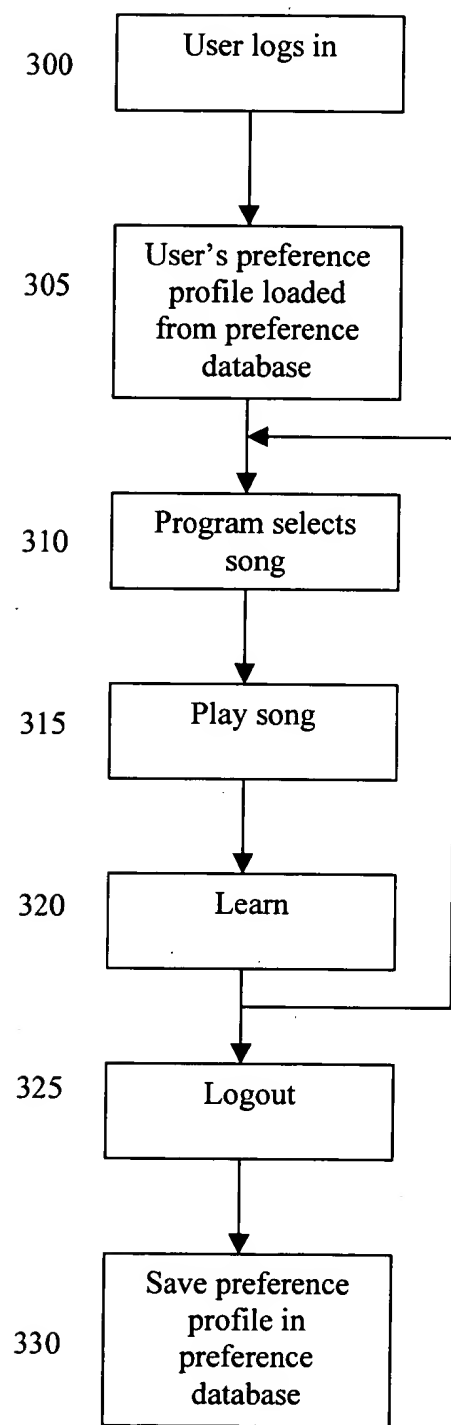 300
User logs in
305
User's preference
profile loaded
from preference
database
310
Program selects
song
315
Play song
320
Learn
325
Logout
330
Save preference
profile in
preference
database